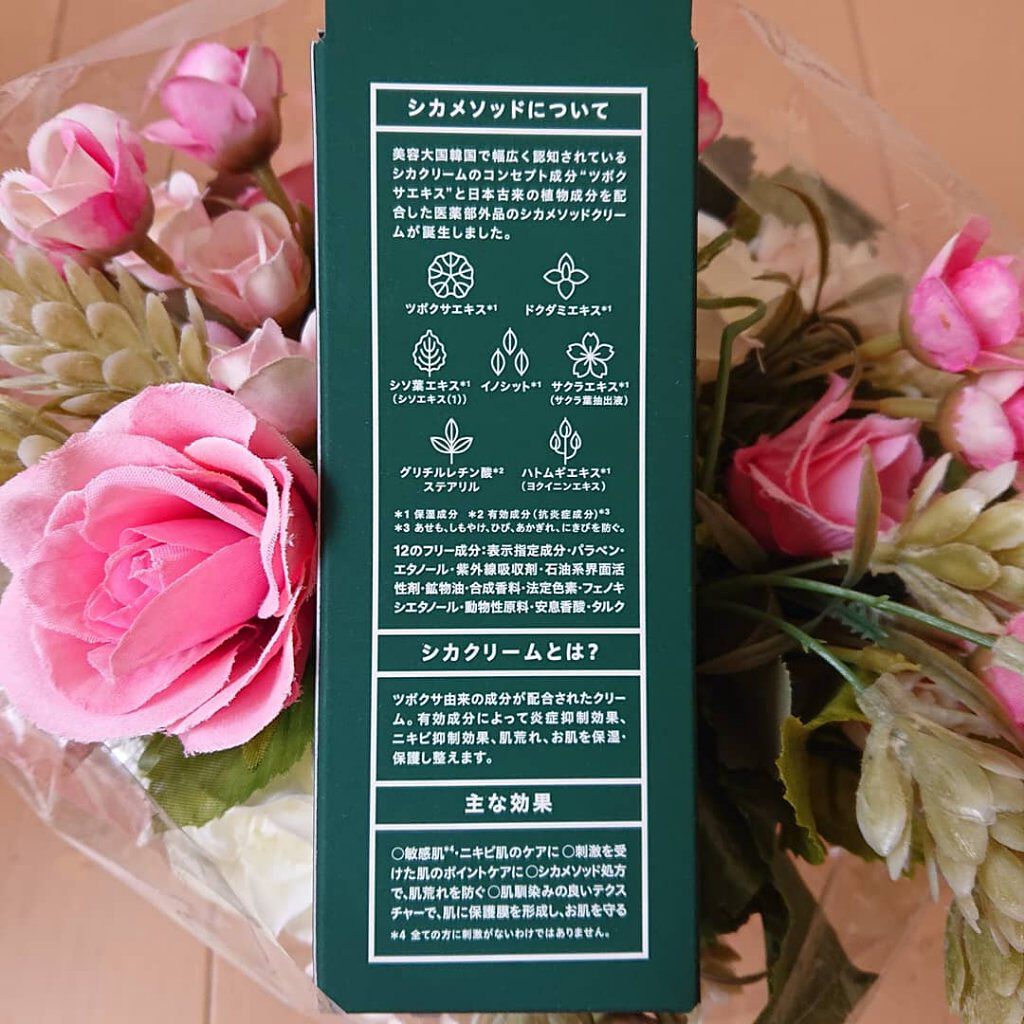 シカメソッドについて
美容大国韓国で幅広く認知されている
シカクリームのコンセプト成分“ツボク
サエキス”と日本古来の植物成分を配
合した医薬部外品のシカメソッドクリー
ムが誕生しました。
ツボクサエキス*1 ドクダミエキス*1
シソ葉エキス*1 イノシット*1 サクラエキス*1
(シソエキス(1)) (サクラ葉抽出液)
グリチルレチン酸*2 ハトムギエキス*1
ステアリル (ヨクイニンエキス)
*1 保湿成分 *2 有効成分(抗炎症成分)*3
*3 あせも、しもやけ、ひび、あかぎれ、にきびを防ぐ。
12のフリー成分:表示指定成分・パラベン・
エタノール・紫外線吸収剤・石油系界面活
性剤・鉱物油・合成香料・法定色素・フェノキ
シエタノール・動物性原料・安息香酸・タルク
シカクリームとは?
ツボクサ由来の成分が配合されたクリー
ム。有効成分によって炎症抑制効果、
ニキビ抑制効果、肌荒れ、お肌を保湿・
保護し整えます。
主な効果
○敏感肌*4・ニキビ肌のケアに ○刺激を受
けた肌のポイントケアに ○シカメソッド処方
で、肌荒れを防ぐ ○肌馴染みの良いテクス
チャーで、肌に保護膜を形成し、お肌を守る
*4 全ての方に刺激がないわけではありません。